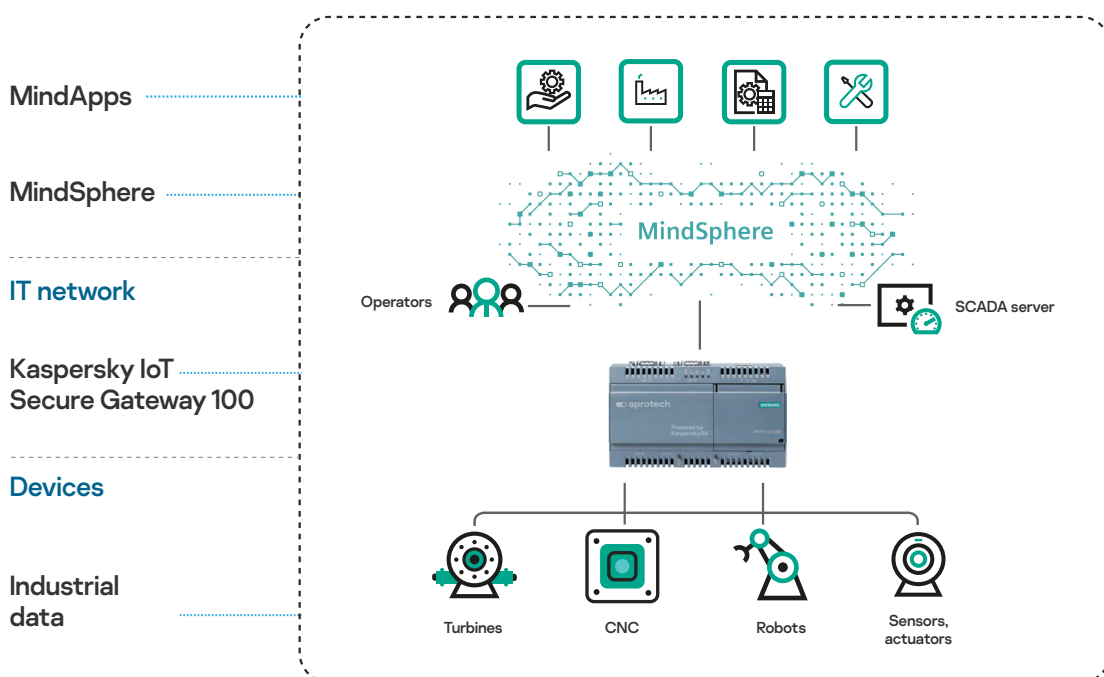 MindApps
MindSphere
MindSphere
IT network
Operators
SCADA server
Kaspersky IoT
Secure Gateway 100
aprotech
SIEMENS
Powered by
KasperskyOS
Devices
Industrial
data
Turbines
CNC
Robots
Sensors,
actuators